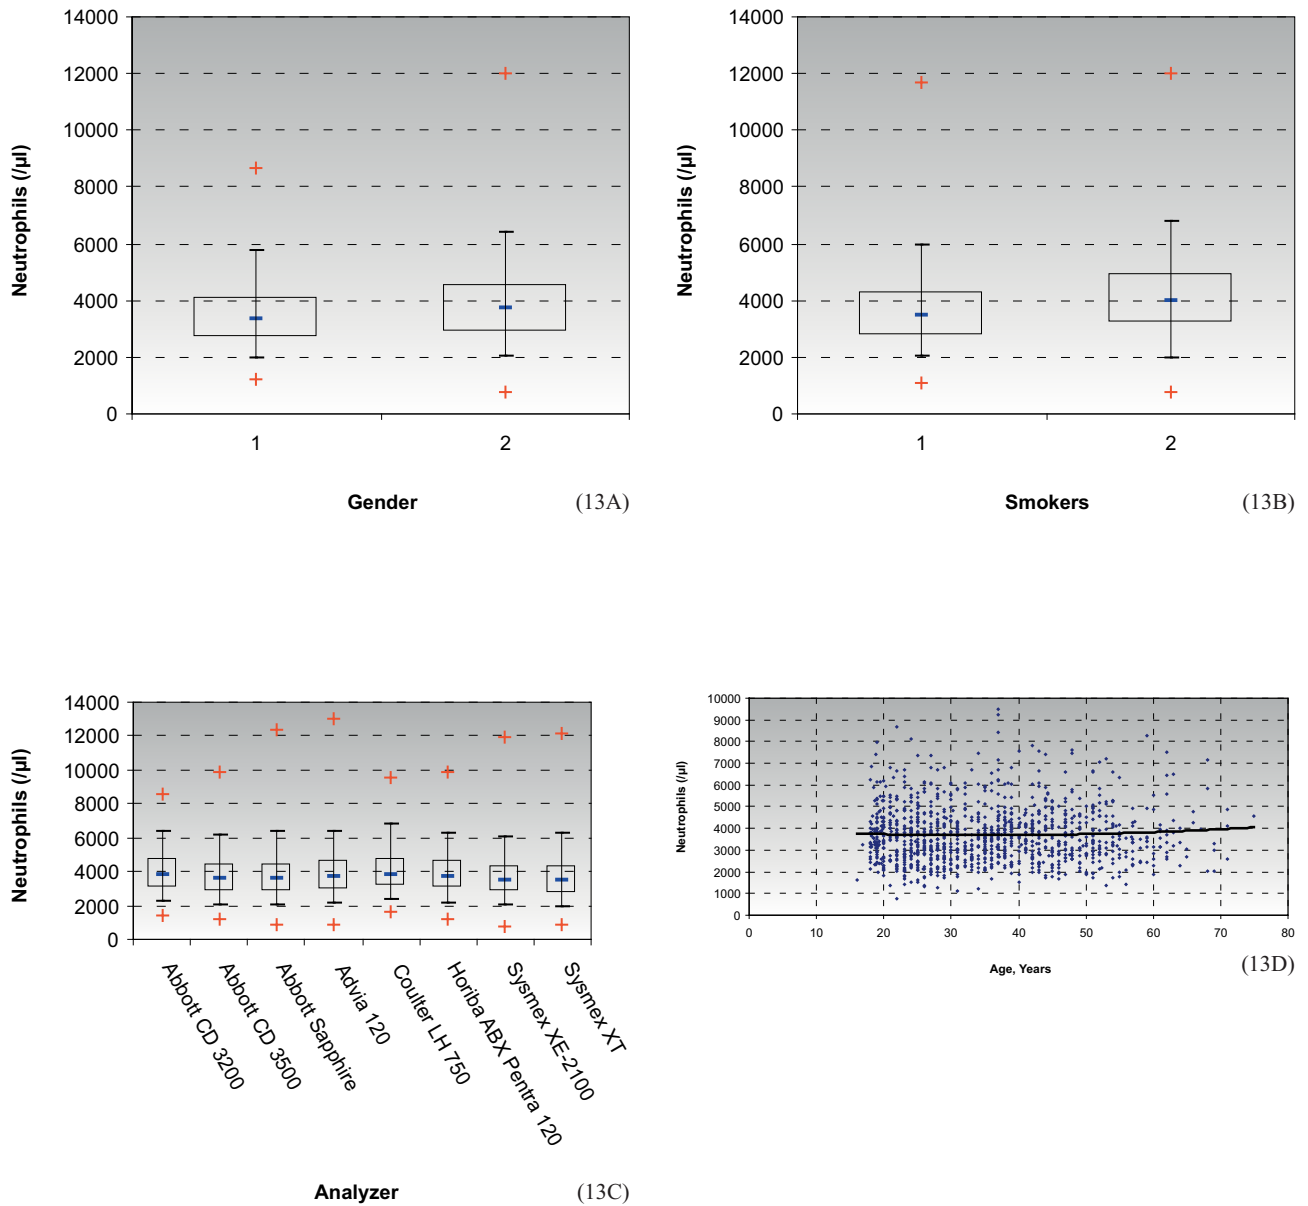 14000
12000
10000
8000
6000
4000
2000
0
Neutrophils (/µl)
1 2
Gender (13A)
14000
12000
10000
8000
6000
4000
2000
0
Neutrophils (/µl)
1 2
Smokers (13B)
14000
12000
10000
8000
6000
4000
2000
0
Neutrophils (/µl)
Abbott CD 3200
Abbott CD 3500
Abbott Sapphire
Advia 120
Coulter LH 750
Horiba ABX Pentra 120
Sysmex XE-2100
Sysmex XT
Analyzer (13C)
10000
9000
8000
7000
6000
5000
4000
3000
2000
1000
0
Neutrophils (/µl)
0 10 20 30 40 50 60 70 80
Age, Years (13D)